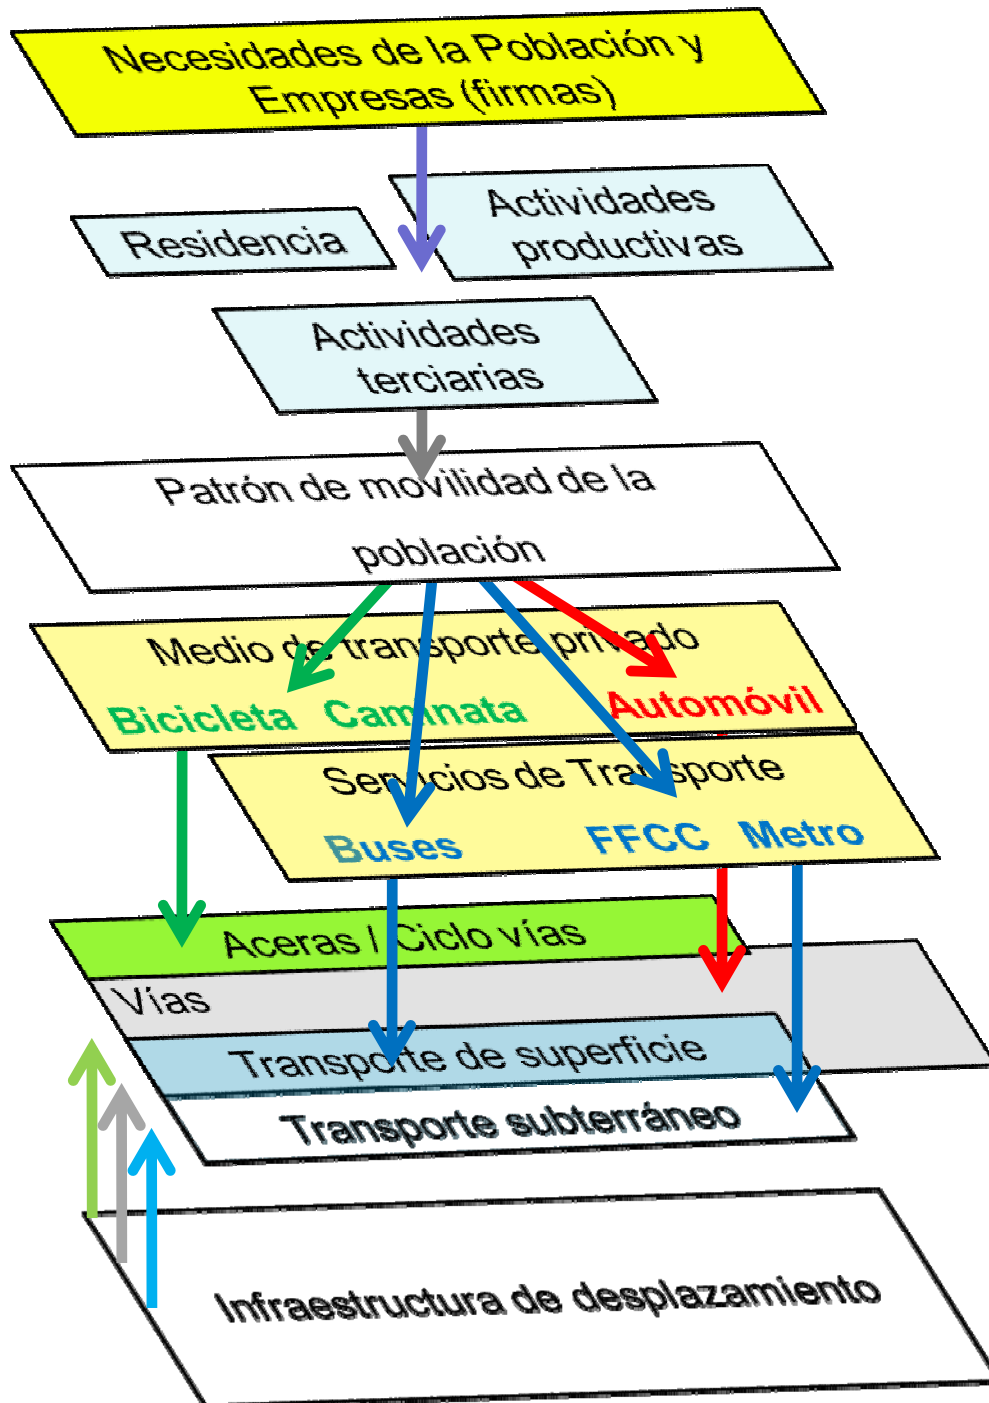 Necesidades de la Población y
Empresas (firmas)
Actividades
productivas
Residencia
Actividades
terciarias
Patrón de movilidad de la
población
Medio de transporte privado
Bicicleta Caminata Automóvil
Servicios de Transporte
Buses FFCC Metro
Aceras / Ciclo vías
Vías
Transporte de superficie
Transporte subterráneo
Infraestructura de desplazamiento